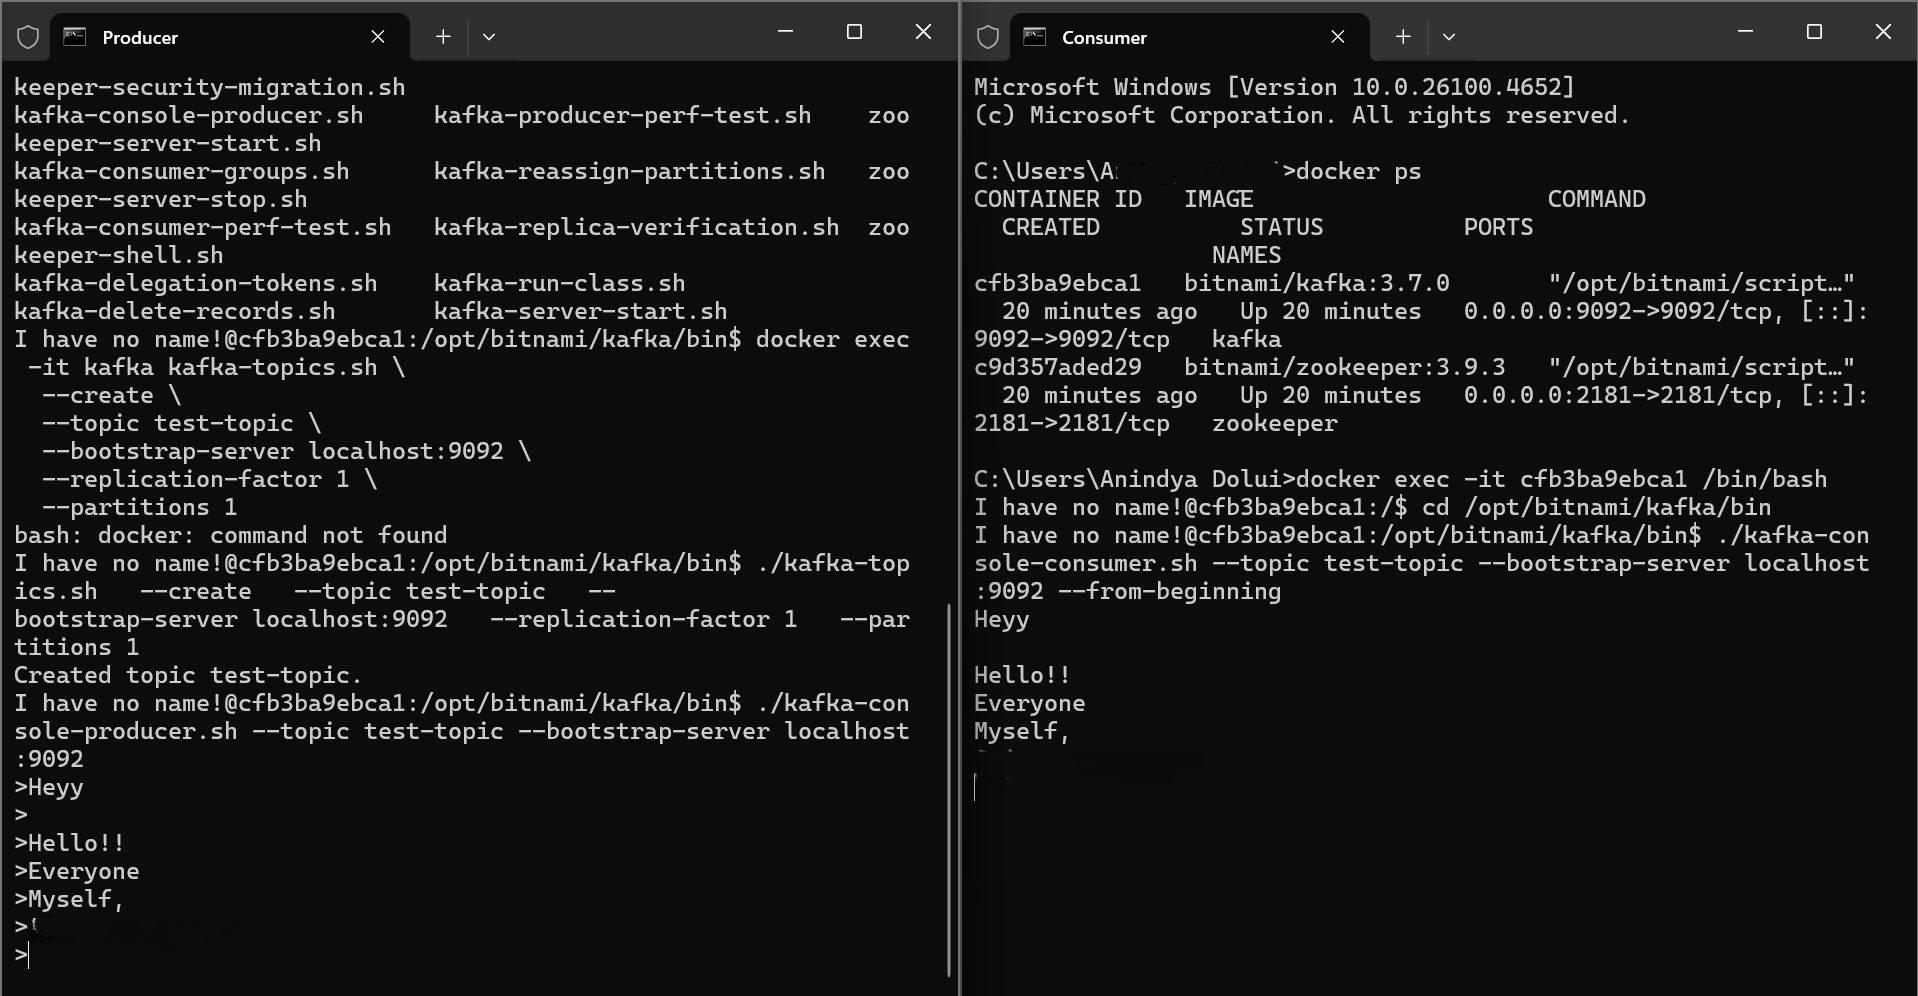 Producer
keeper-security-migration.sh
kafka-console-producer.sh     kafka-producer-perf-test.sh    zoo
keeper-server-start.sh
kafka-consumer-groups.sh      kafka-reassign-partitions.sh   zoo
keeper-server-stop.sh
kafka-consumer-perf-test.sh   kafka-replica-verification.sh  zoo
keeper-shell.sh
kafka-delegation-tokens.sh    kafka-run-class.sh
kafka-delete-records.sh       kafka-server-start.sh
I have no name!@cfb3ba9ebca1:/opt/bitnami/kafka/bin$ docker exec
 -it kafka kafka-topics.sh \
  --create \
  --topic test-topic \
  --bootstrap-server localhost:9092 \
  --replication-factor 1 \
  --partitions 1
bash: docker: command not found
I have no name!@cfb3ba9ebca1:/opt/bitnami/kafka/bin$ ./kafka-top
ics.sh   --create   --topic test-topic   --
bootstrap-server localhost:9092   --replication-factor 1   --par
titions 1
Created topic test-topic.
I have no name!@cfb3ba9ebca1:/opt/bitnami/kafka/bin$ ./kafka-con
sole-producer.sh --topic test-topic --bootstrap-server localhost
:9092
>Heyy
>
>Hello!!
>Everyone
>Myself,
>
>
Consumer
Microsoft Windows [Version 10.0.26100.4652]
(c) Microsoft Corporation. All rights reserved.
C:\Users\A >docker ps
CONTAINER ID   IMAGE                     COMMAND
  CREATED          STATUS          PORTS
                 NAMES
cfb3ba9ebca1   bitnami/kafka:3.7.0       "/opt/bitnami/script…"
  20 minutes ago   Up 20 minutes   0.0.0.0:9092->9092/tcp, [::]:
9092->9092/tcp   kafka
c9d357aded29   bitnami/zookeeper:3.9.3   "/opt/bitnami/script…"
  20 minutes ago   Up 20 minutes   0.0.0.0:2181->2181/tcp, [::]:
2181->2181/tcp   zookeeper
C:\Users\Anindya Dolui>docker exec -it cfb3ba9ebca1 /bin/bash
I have no name!@cfb3ba9ebca1:/$ cd /opt/bitnami/kafka/bin
I have no name!@cfb3ba9ebca1:/opt/bitnami/kafka/bin$ ./kafka-con
sole-consumer.sh --topic test-topic --bootstrap-server localhost
:9092 --from-beginning
Heyy
Hello!!
Everyone
Myself,